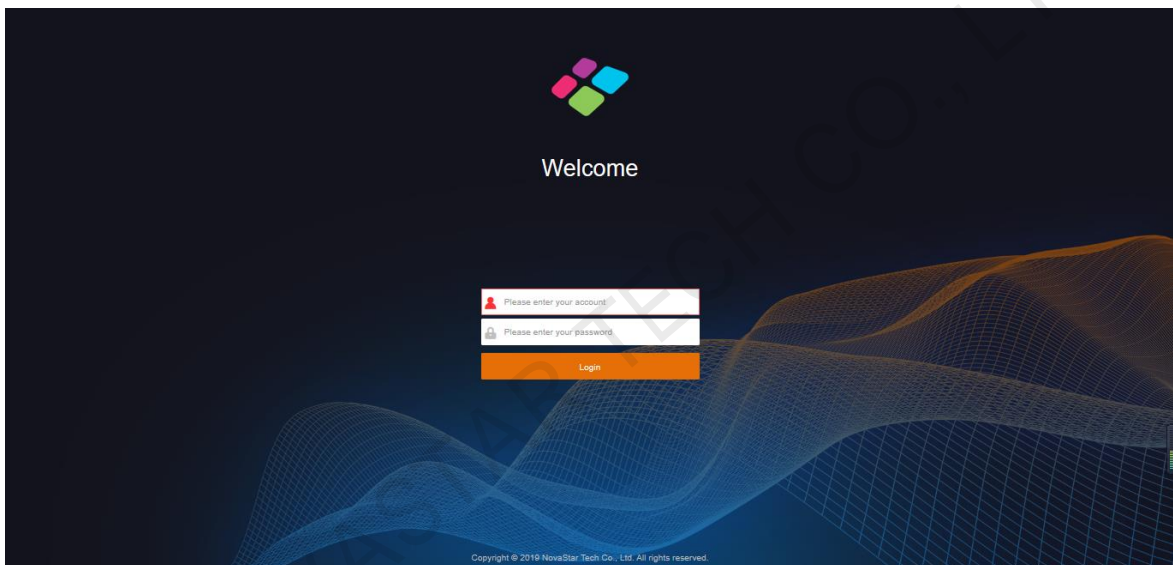 Welcome
Please enter your account
Please enter your password
Login
Copyright © 2019 NovaStar Tech Co., Ltd. All rights reserved.